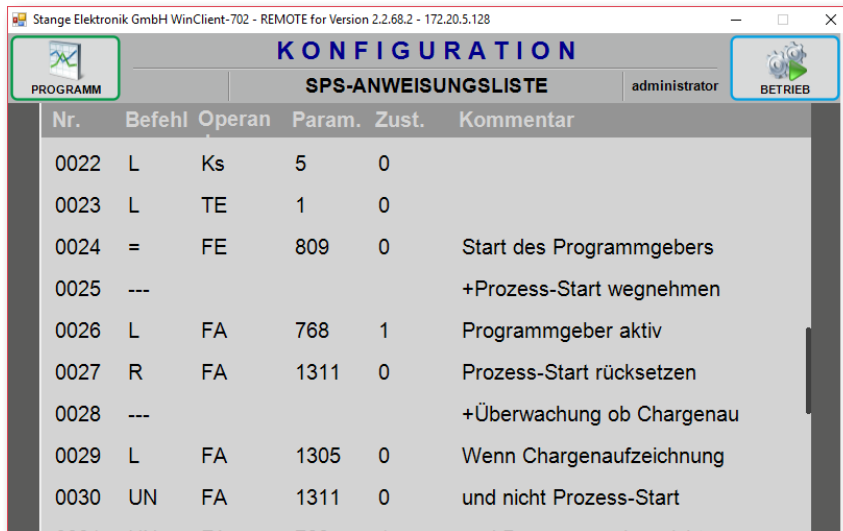 Stange Elektronik GmbH WinClient-702 - REMOTE for Version 2.2.68.2 - 172.20.5.128
KONFIGURATION
PROGRAMM SPS-ANWEISUNGSLISTE administrator BETRIEB
Nr. Befehl Operan Param. Zust. Kommentar
0022 L Ks 5 0
0023 L TE 1 0
0024 = FE 809 0 Start des Programmgebers
0025 --- +Prozess-Start wegnehmen
0026 L FA 768 1 Programmgeber aktiv
0027 R FA 1311 0 Prozess-Start rücksetzen
0028 --- +Überwachung ob Chargenau
0029 L FA 1305 0 Wenn Chargenaufzeichnung
0030 UN FA 1311 0 und nicht Prozess-Start